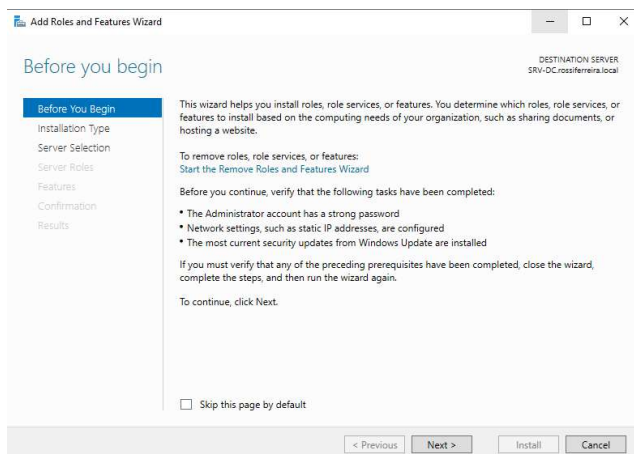 Add Roles and Features Wizard
Before you begin
DESTINATION SERVER
SRV-DC.rossiferreira.local
Before You Begin
Installation Type
Server Selection
Server Roles
Features
Confirmation
Results
This wizard helps you install roles, role services, or features. You determine which roles, role services, or
features to install based on the computing needs of your organization, such as sharing documents, or
hosting a website.
To remove roles, role services, or features:
Start the Remove Roles and Features Wizard
Before you continue, verify that the following tasks have been completed:
• The Administrator account has a strong password
• Network settings, such as static IP addresses, are configured
• The most current security updates from Windows Update are installed
If you must verify that any of the preceding prerequisites have been completed, close the wizard,
complete the steps, and then run the wizard again.
To continue, click Next.
Skip this page by default
< Previous
Next >
Install
Cancel